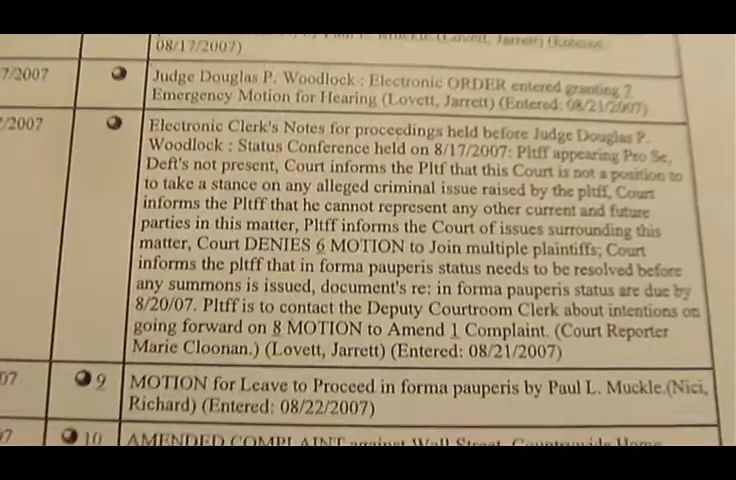 08/17/2007)
7/2007
Judge Douglas P. Woodlock : Electronic ORDER entered granting 7
Emergency Motion for Hearing (Lovett, Jarrett) (Entered: 08/21/2007)
/2007
Electronic Clerk's Notes for proceedings held before Judge Douglas P.
Woodlock : Status Conference held on 8/17/2007: Pltff appearing Pro Se,
Deft's not present, Court informs the Pltf that this Court is not a position to
to take a stance on any alleged criminal issue raised by the pltff, Court
informs the Pltff that he cannot represent any other current and future
parties in this matter, Pltff informs the Court of issues surrounding this
matter, Court DENIES 6 MOTION to Join multiple plaintiffs; Court
informs the pltff that in forma pauperis status needs to be resolved before
any summons is issued, document's re: in forma pauperis status are due by
8/20/07. Pltff is to contact the Deputy Courtroom Clerk about intentions on
going forward on 8 MOTION to Amend 1 Complaint. (Court Reporter
Marie Cloonan.) (Lovett, Jarrett) (Entered: 08/21/2007)
07
9
MOTION for Leave to Proceed in forma pauperis by Paul L. Muckle.(Nici,
Richard) (Entered: 08/22/2007)
7
10
AMENDED COMPLAINT against Wall Street, Countrywide Home